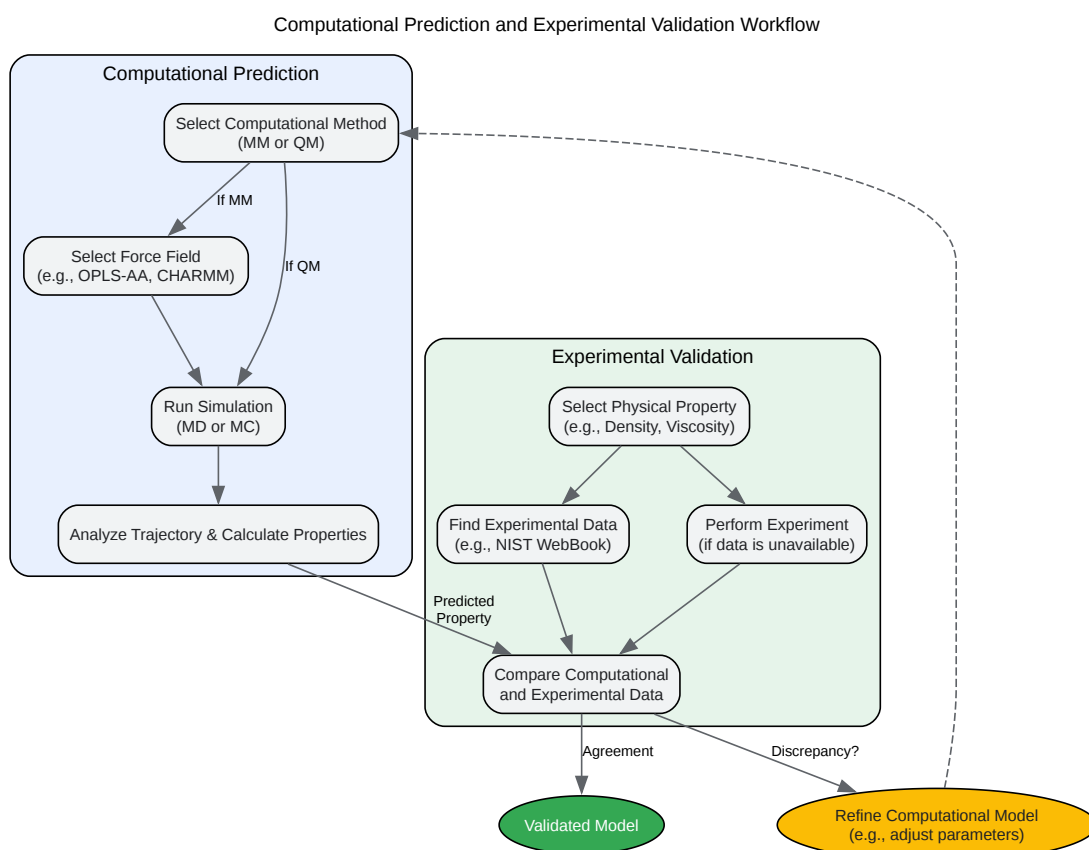 Computational Prediction and Experimental Validation Workflow
Computational Prediction
Select Computational Method
(MM or QM)
If MM
Select Force Field
(e.g., OPLS-AA, CHARMM)
If QM
Run Simulation
(MD or MC)
Analyze Trajectory & Calculate Properties
Experimental Validation
Select Physical Property
(e.g., Density, Viscosity)
Find Experimental Data
(e.g., NIST WebBook)
Perform Experiment
(if data is unavailable)
Predicted
Property
Compare Computational
and Experimental Data
Agreement
Discrepancy?
Validated Model
Refine Computational Model
(e.g., adjust parameters)